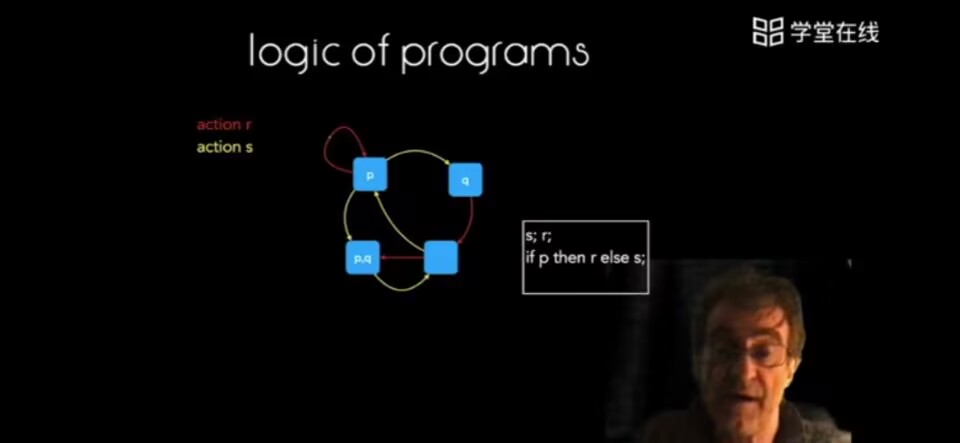 logic of programs
学堂在线
action r
action s
p
q
p,q
s; r;
if p then r else s;